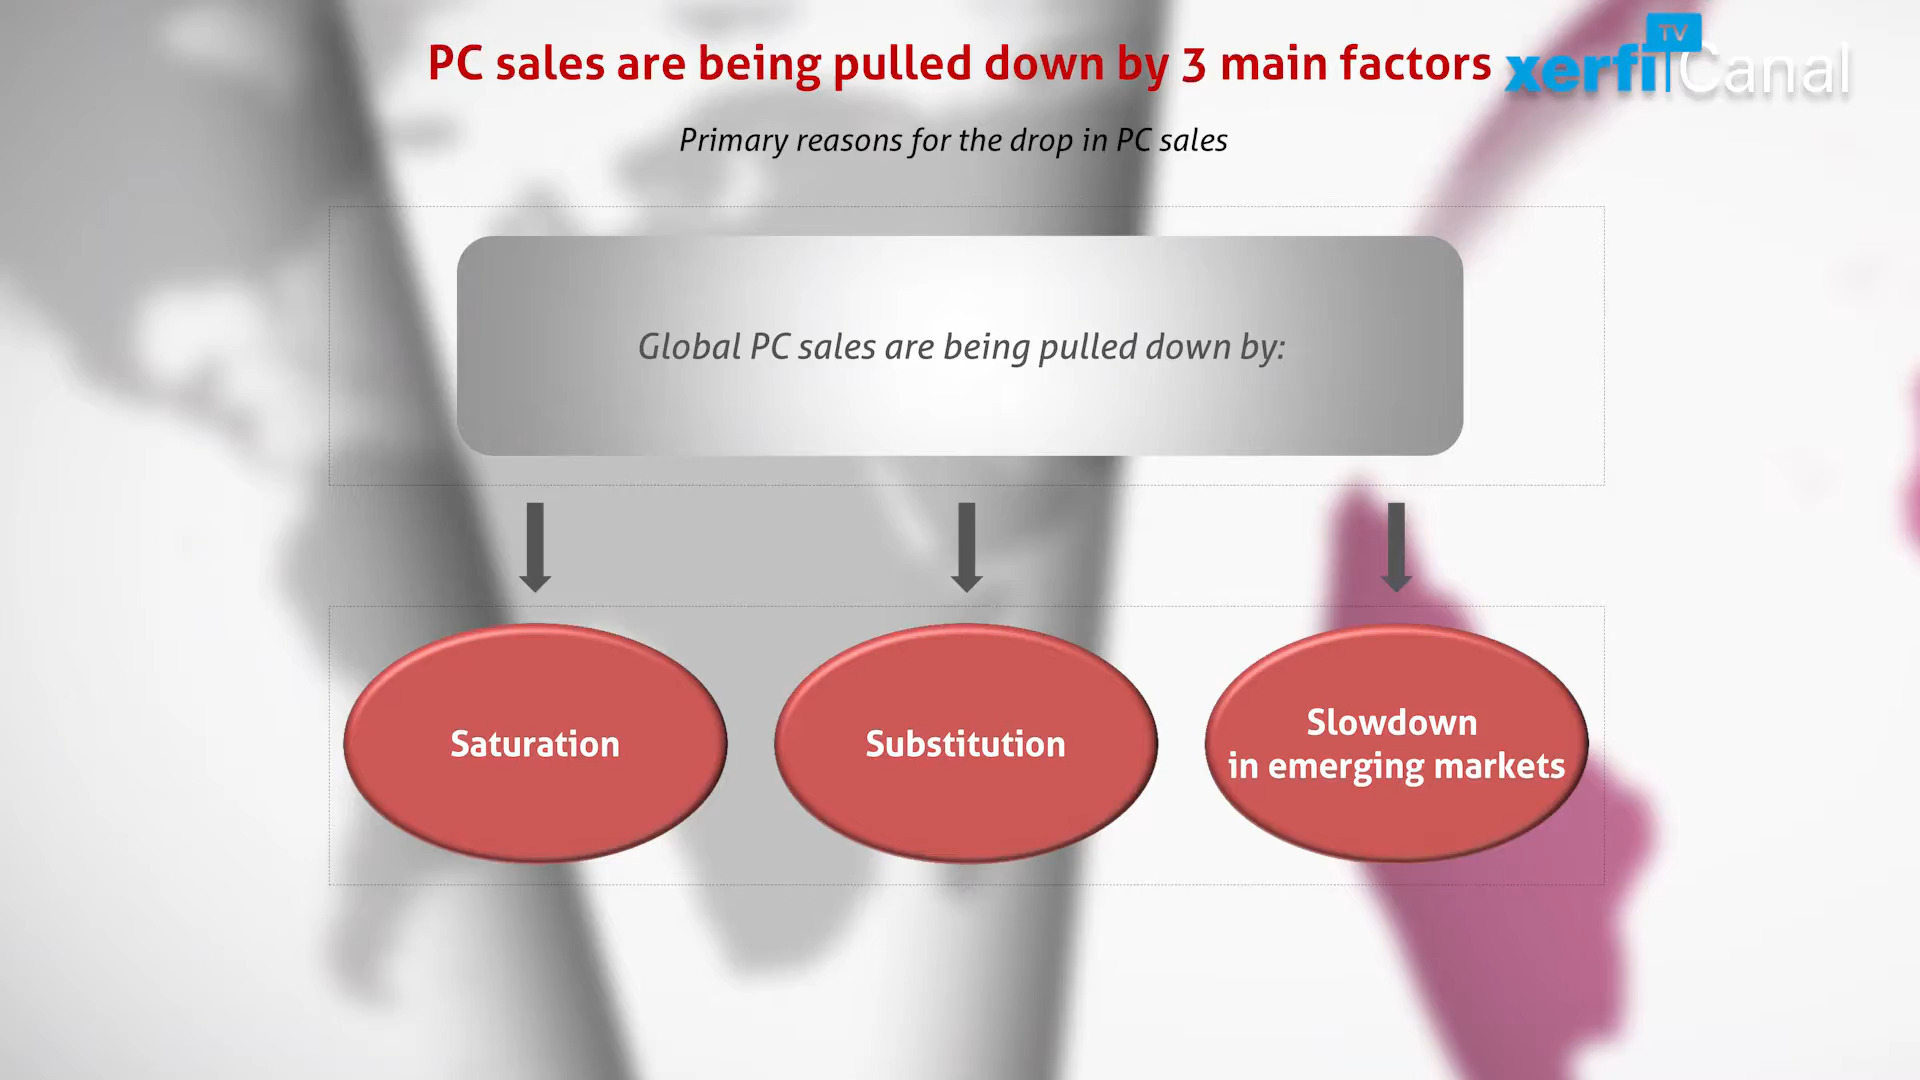 PC sales are being pulled down by 3 main factors
xerfi TV Canal
Primary reasons for the drop in PC sales
Global PC sales are being pulled down by:
Saturation
Substitution
Slowdown
in emerging markets